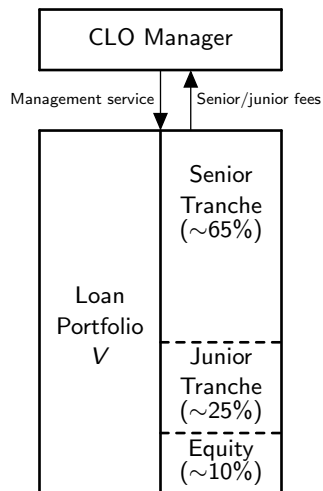 CLO Manager
Management service
Senior/junior fees
Loan
Portfolio
V
Senior
Tranche
(∼65%)
Junior
Tranche
(∼25%)
Equity
(∼10%)